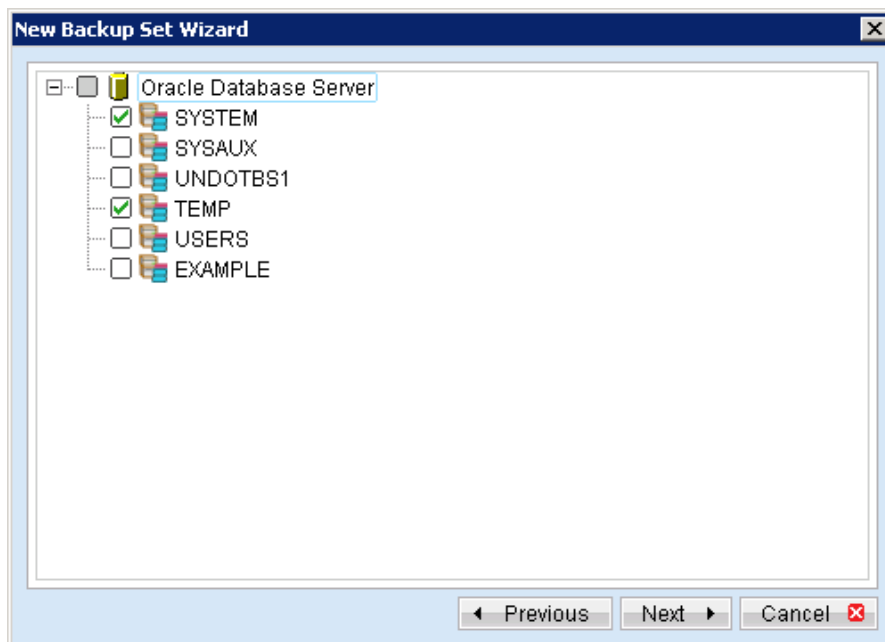 New Backup Set Wizard
Oracle Database Server
SYSTEM
SYSAUX
UNDOTBS1
TEMP
USERS
EXAMPLE
Previous Next Cancel